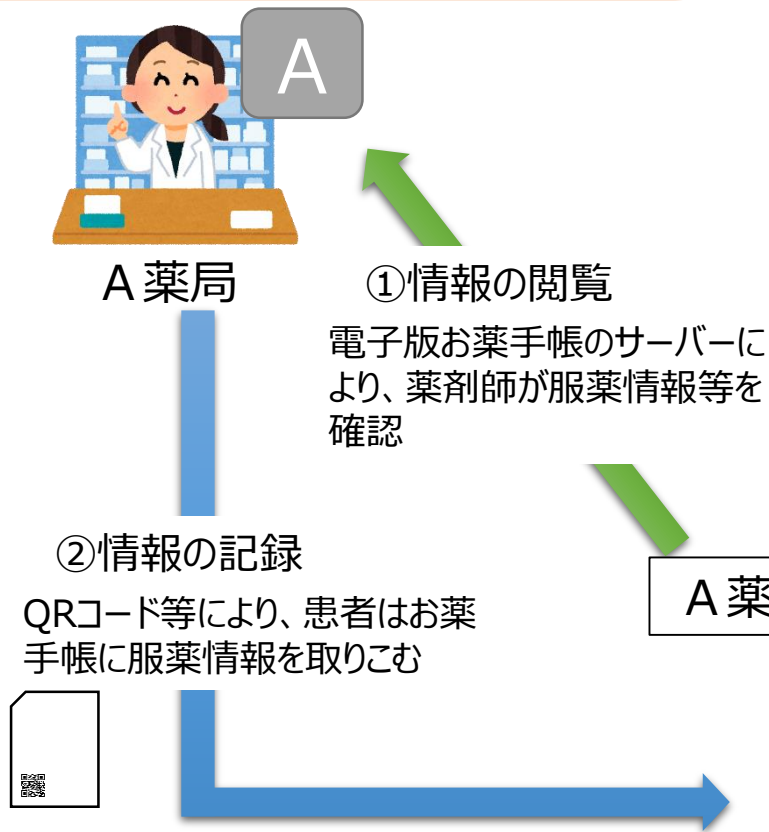 A
A薬局
①情報の閲覧
電子版お薬手帳のサーバーに
より、薬剤師が服薬情報等を
確認
②情報の記録
QRコード等により、患者はお薬
手帳に服薬情報を取りこむ
A薬